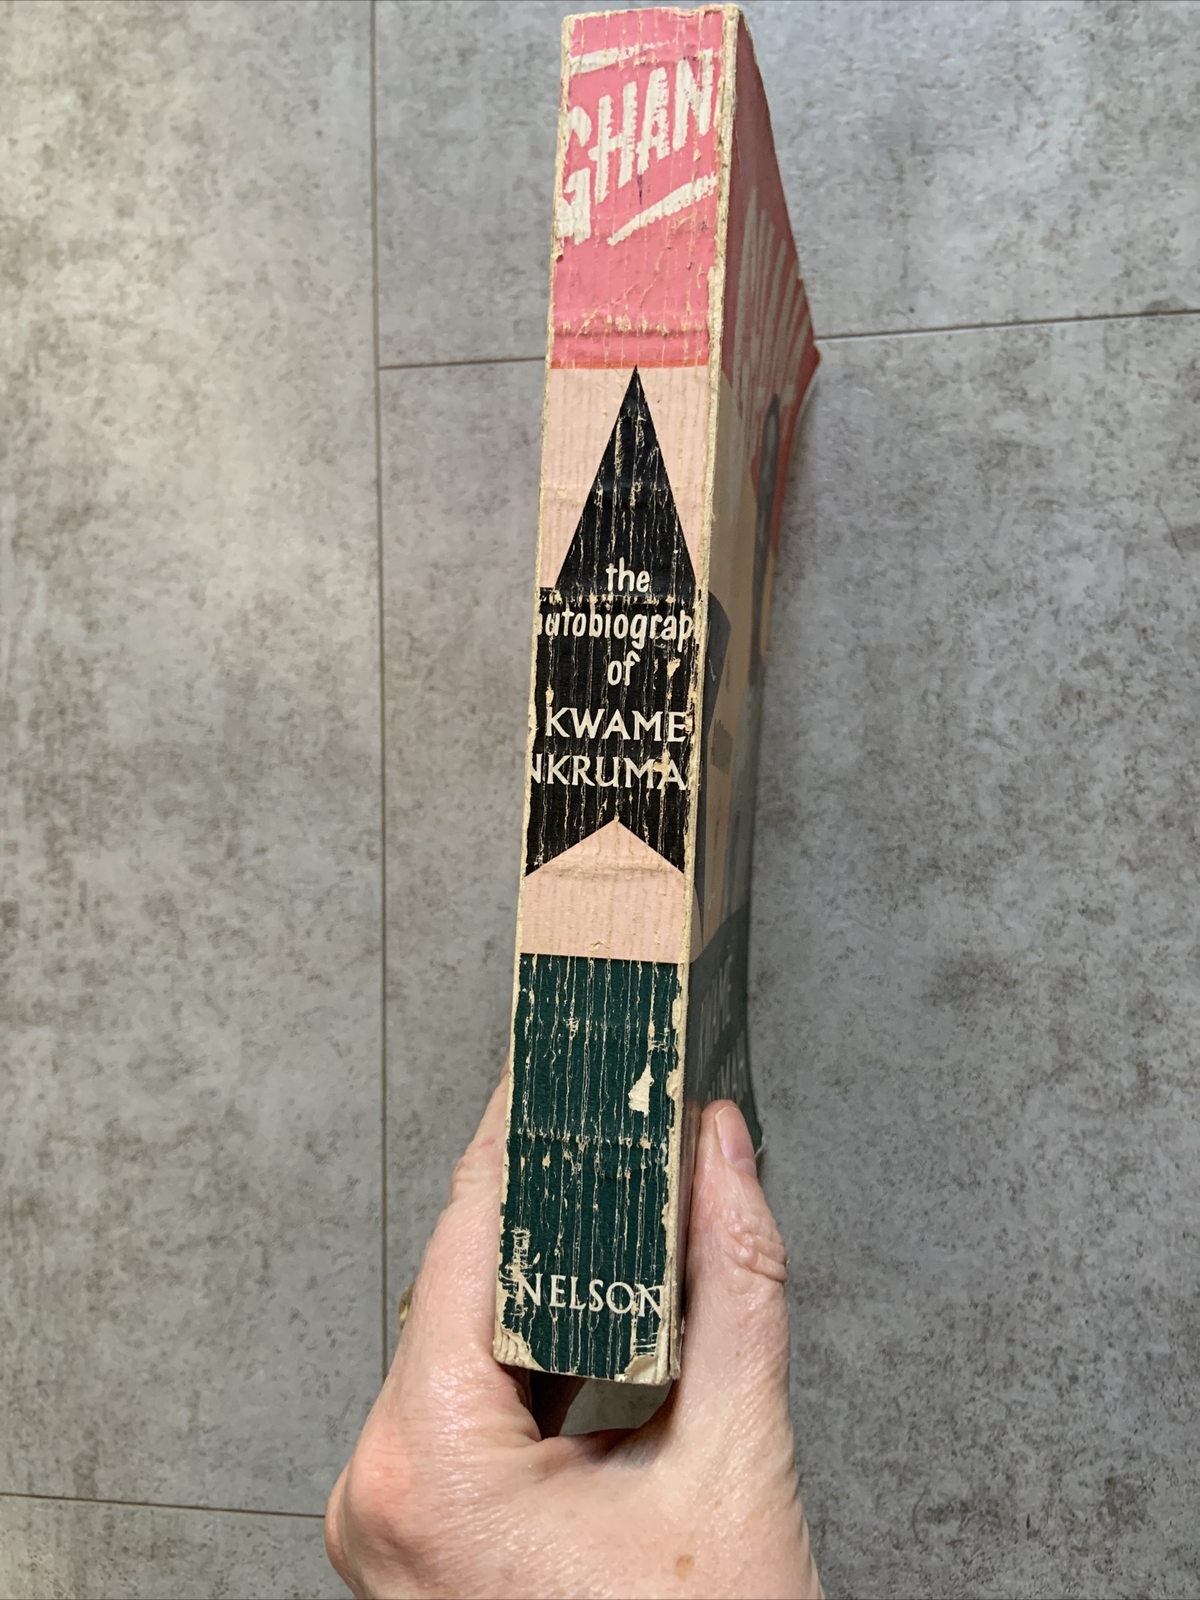 GHAN
the
utobiograp
of
KWAME
NKRUMA
NELSON